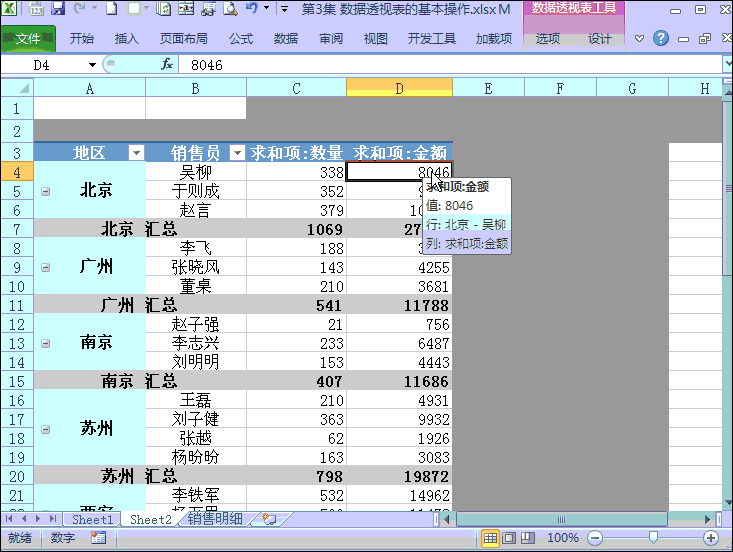 第3集 数据透视表的基本操作.xlsx M 数据透视表工具
文件 开始 插入 页面布局 公式 数据 审阅 视图 开发工具 加载项 选项 设计
D4 fx 8046
A B C D E F G H
1
2
3 地区 销售员 求和项:数量 求和项:金额
4 吴柳 338 8046
求和项:金额
5 北京 于则成 352
值: 8046
6 赵言 379
行: 北京 - 吴柳
7 北京 汇总 1069
列: 求和项:金额
8 李飞 188
9 广州 张晓风 143 4255
10 董桌 210 3681
11 广州 汇总 541 11788
12 赵子强 21 756
13 南京 李志兴 233 6487
14 刘明明 153 4443
15 南京 汇总 407 11686
16 王磊 210 4931
17 苏州 刘子健 363 9932
18 张越 62 1926
19 杨昐昐 163 3083
20 苏州 汇总 798 19872
21 李铁军 532 14962
22
Sheet1 Sheet2 销售明细
就绪 数字 100%